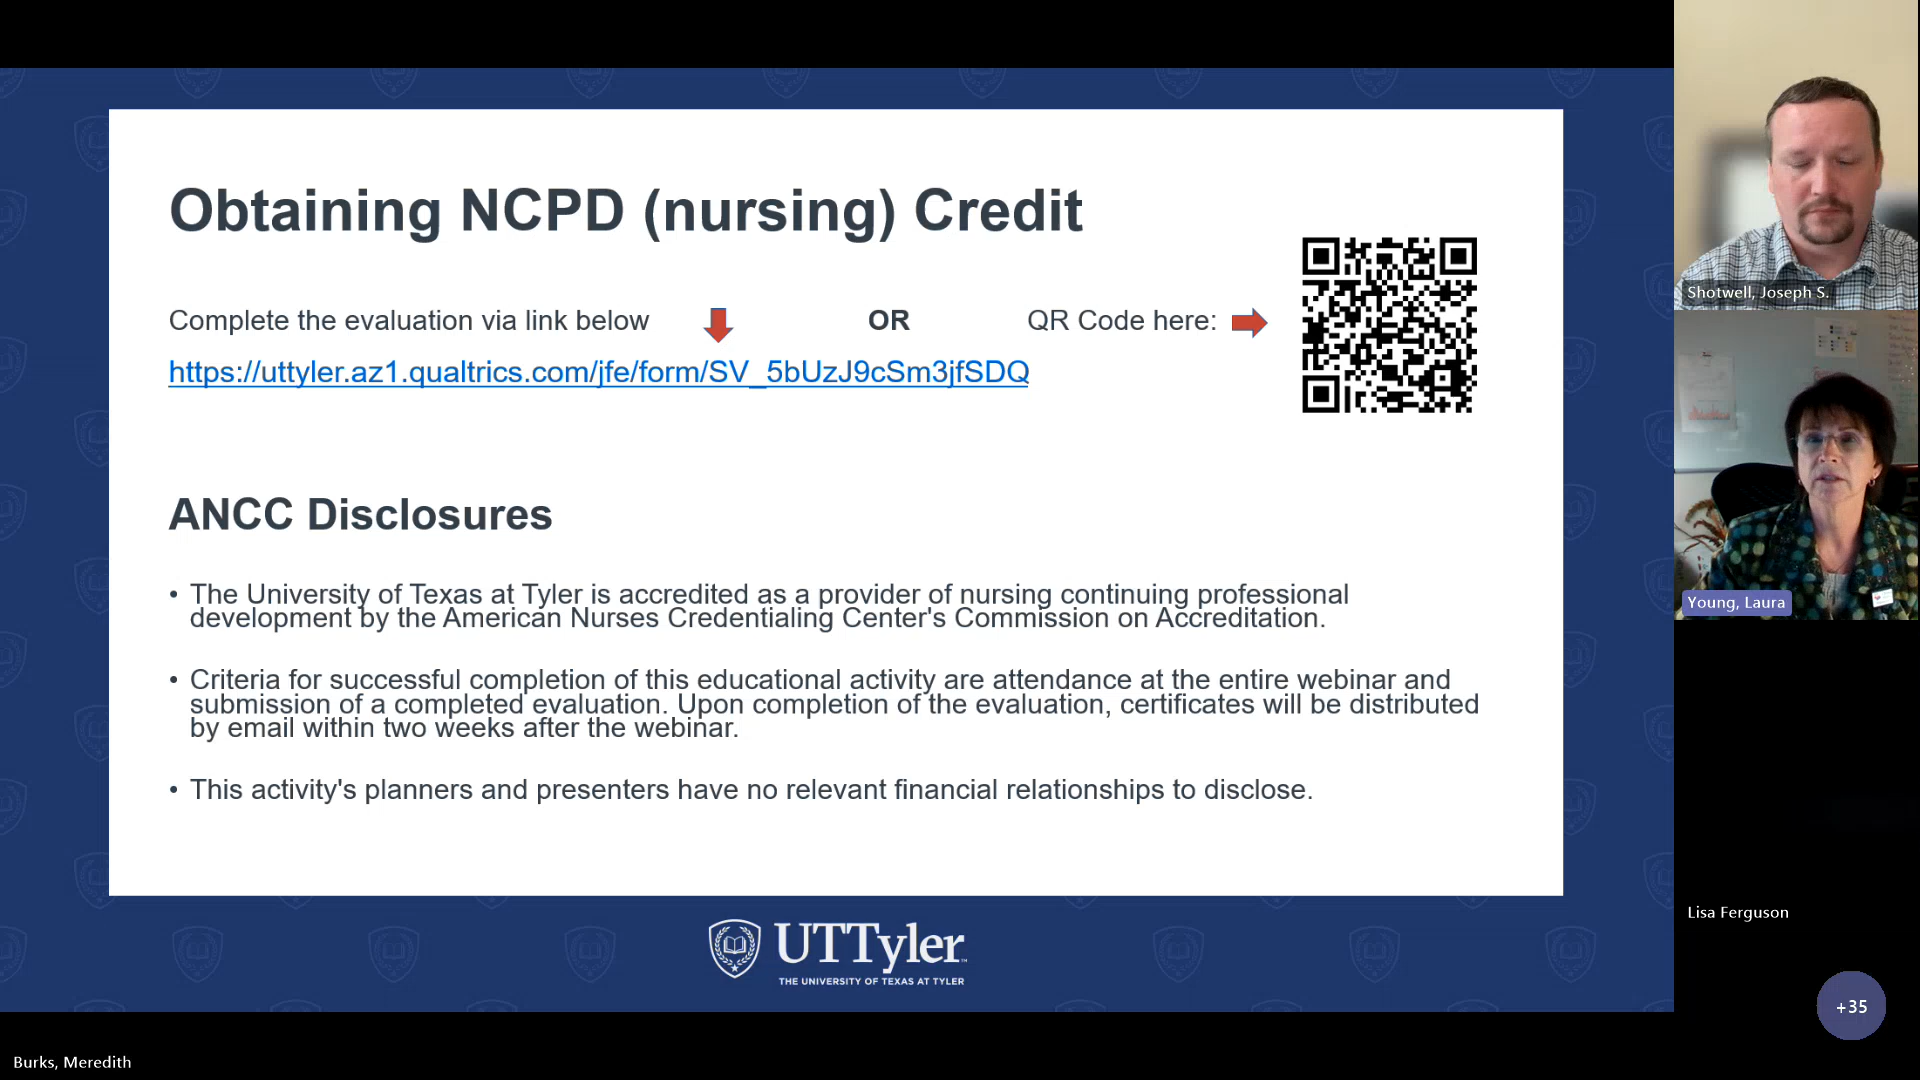 Obtaining NCPD (nursing) Credit
Complete the evaluation via link below
OR
QR Code here:
https://uttyler.az1.qualtrics.com/jfe/form/SV_5bUzJ9cSm3jfSDQ
ANCC Disclosures
• The University of Texas at Tyler is accredited as a provider of nursing continuing professional
development by the American Nurses Credentialing Center's Commission on Accreditation.
• Criteria for successful completion of this educational activity are attendance at the entire webinar and
submission of a completed evaluation. Upon completion of the evaluation, certificates will be distributed
by email within two weeks after the webinar.
• This activity's planners and presenters have no relevant financial relationships to disclose.
UTTyler
THE UNIVERSITY OF TEXAS AT TYLER
Shotwell, Joseph S.
Young, Laura
Lisa Ferguson
+35
Burks, Meredith